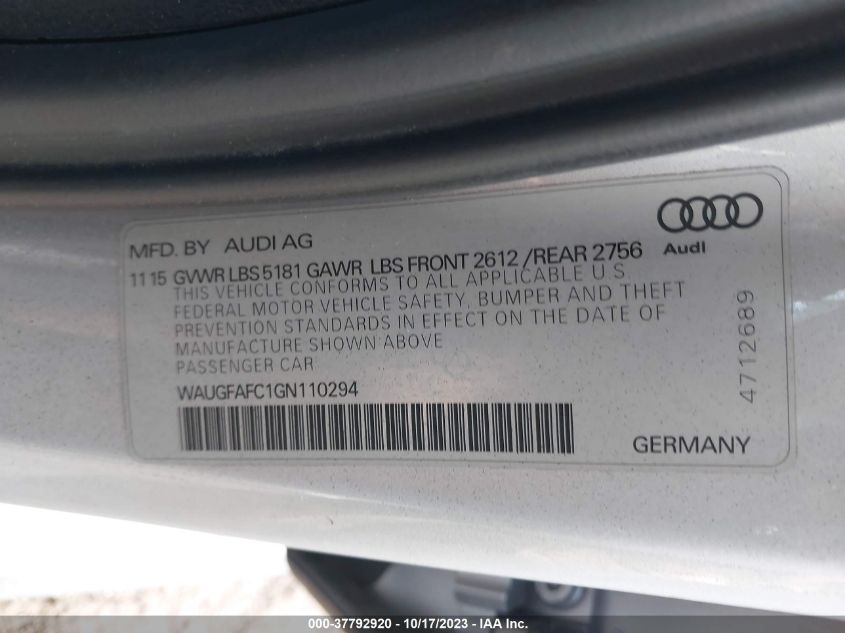 MFD. BY AUDI AG
Audi
11 15 GVWR LBS 5181 GAWR LBS FRONT 2612 / REAR 2756
THIS VEHICLE CONFORMS TO ALL APPLICABLE U S
FEDERAL MOTOR VEHICLE SAFETY, BUMPER AND THEFT
PREVENTION STANDARDS IN EFFECT ON THE DATE OF
MANUFACTURE SHOWN ABOVE
PASSENGER CAR
WAUGFAFC1GN110294
4712689
GERMANY
000-37792920 - 10/17/2023 - IAA Inc.